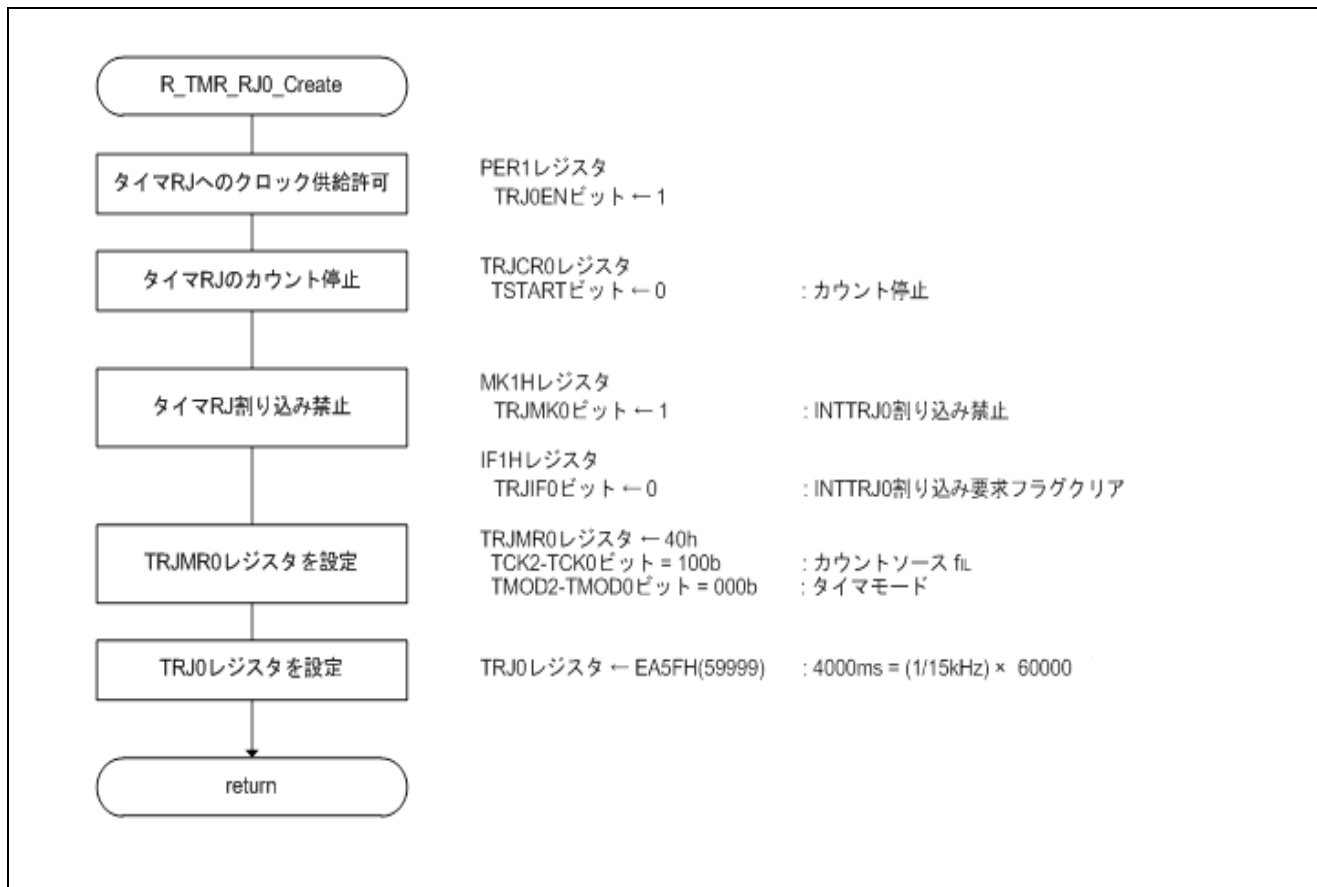 R_TMR_RJ0_Create
タイマRJへのクロック供給許可
PER1レジスタ
TRJ0ENビット ← 1
タイマRJのカウント停止
TRJCR0レジスタ
TSTARTビット ← 0 : カウント停止
タイマRJ割り込み禁止
MK1Hレジスタ
TRJMK0ビット ← 1 : INTTRJ0割り込み禁止
IF1Hレジスタ
TRJIF0ビット ← 0 : INTTRJ0割り込み要求フラグクリア
TRJMR0レジスタを設定
TRJMR0レジスタ ← 40h
TCK2-TCK0ビット = 100b : カウントソース fIL
TMOD2-TMOD0ビット = 000b : タイマモード
TRJ0レジスタを設定
TRJ0レジスタ ← EA5FH(59999) : 4000ms = (1/15kHz) × 60000
return